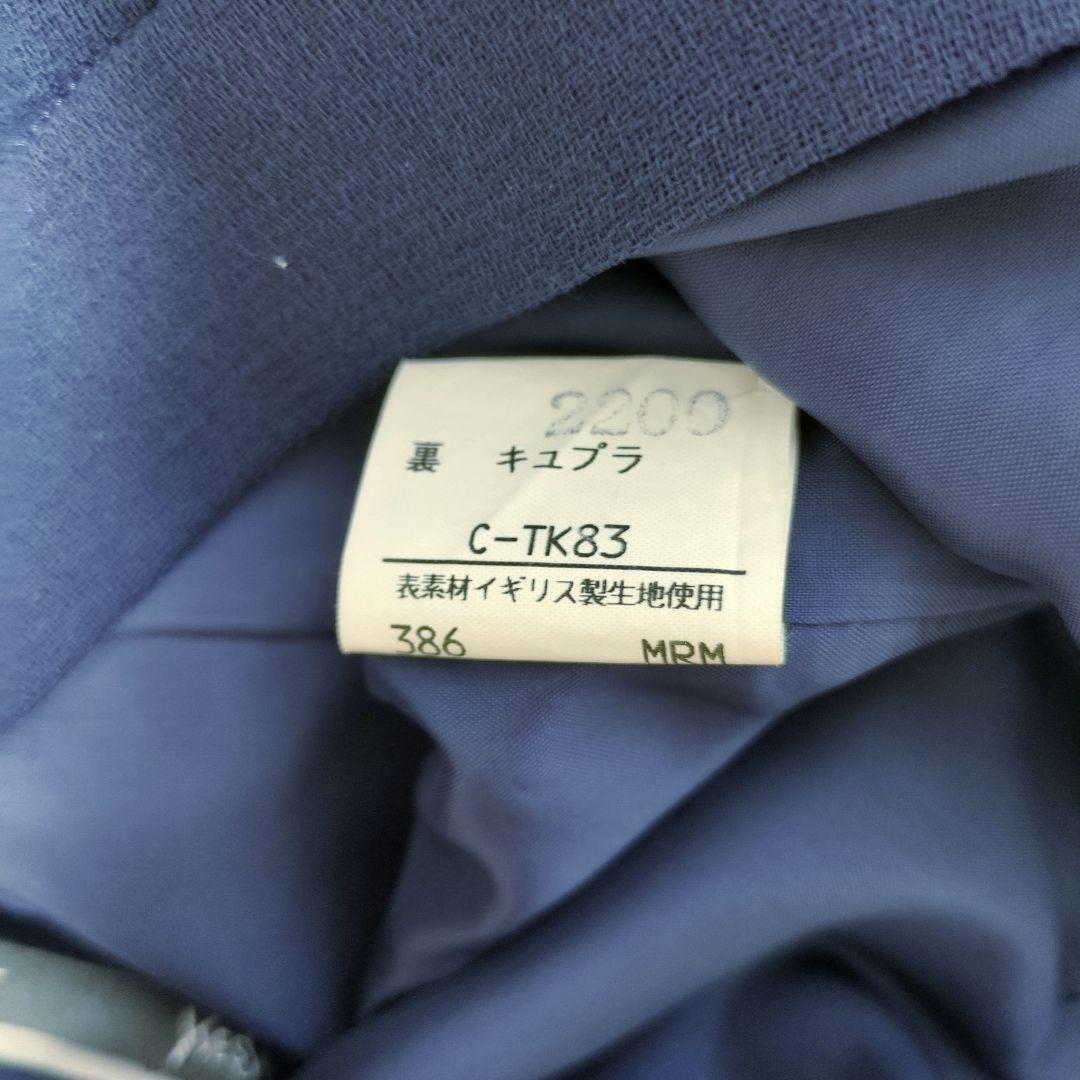 2200
裏 キュプラ
C-TK83
表素材イギリス製生地使用
386 MRM